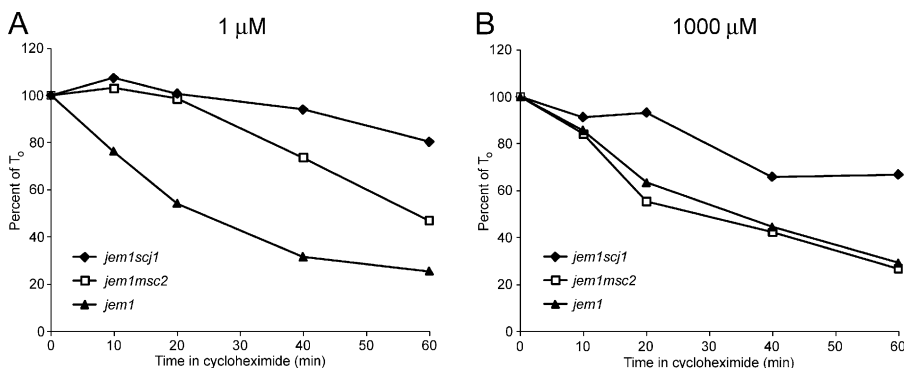 A
1 μM
120
100
80
60
40
20
0
Percent of To
jem1scj1
jem1msc2
jem1
0 10 20 30 40 50 60
Time in cycloheximide (min)
B
1000 μM
120
100
80
60
40
20
0
Percent of To
jem1scj1
jem1msc2
jem1
0 10 20 30 40 50 60
Time in cycloheximide (min)